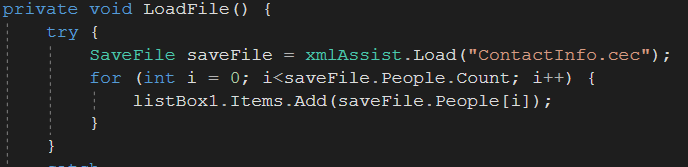 private void LoadFile() {
try {
SaveFile saveFile = xmlAssist.Load("ContactInfo.cec");
for (int i = 0; i<saveFile.People.Count; i++) {
listBox1.Items.Add(saveFile.People[i]);
}
}